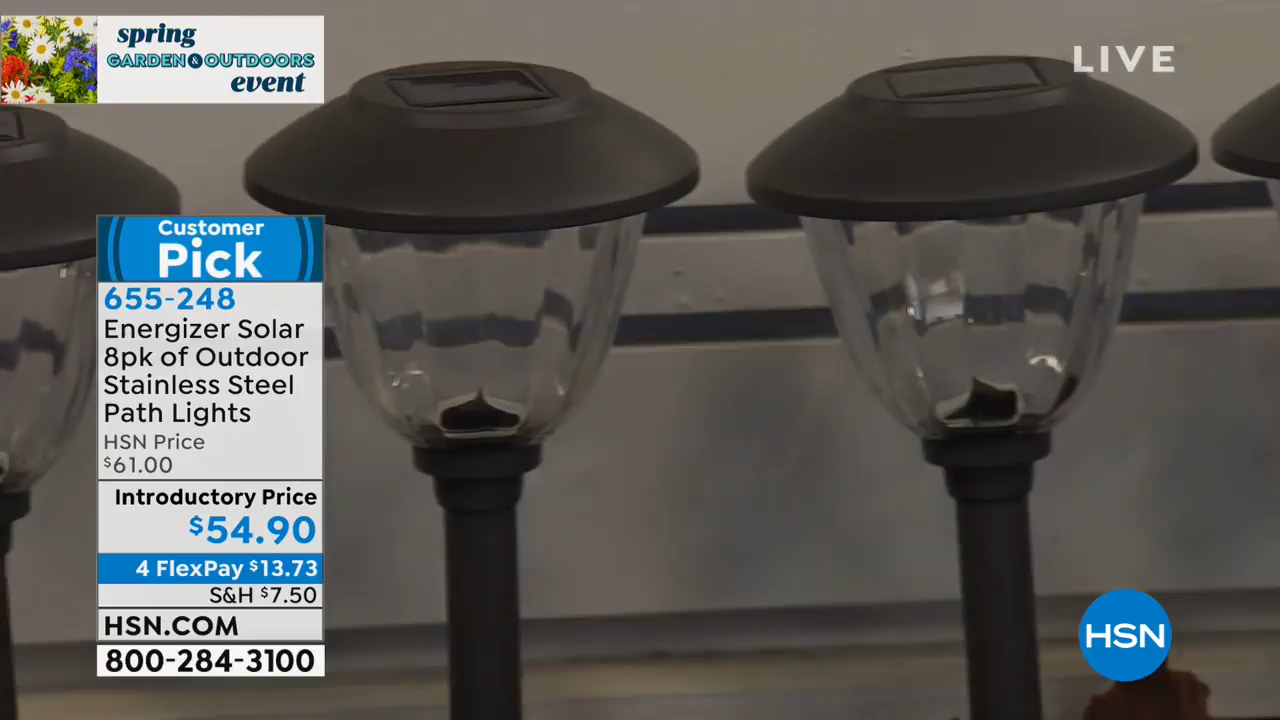 spring
GARDEN & OUTDOORS
event
LIVE
Customer
Pick
655-248
Energizer Solar
8pk of Outdoor
Stainless Steel
Path Lights
HSN Price
$61.00
Introductory Price
$54.90
4 FlexPay $13.73
S&H $7.50
HSN.COM
800-284-3100
HSN